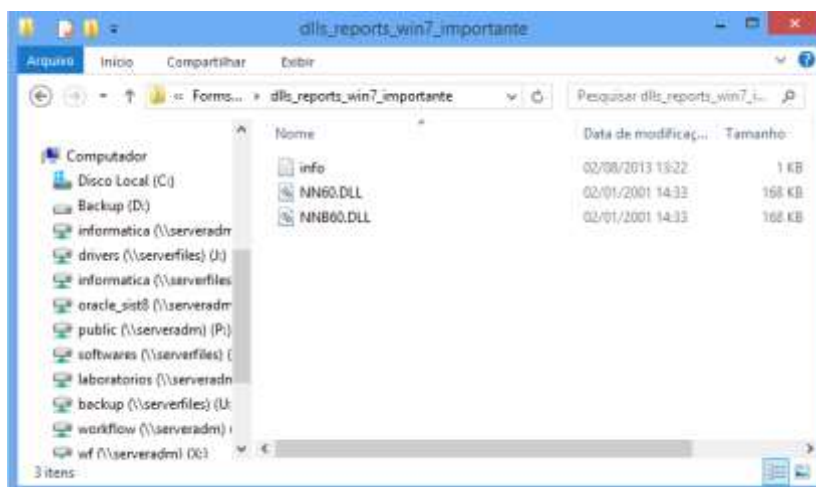 dlls_reports_win7_importante
Arquivo Início Compartilhar Exibir
« Forms... dlls_reports_win7_importante Pesquisar dlls_reports_win7_i...
Nome Data de modificaç... Tamanho
Computador
Disco Local (C:)
Backup (D:)
informatica (\\serveradm
drivers (\\serverfiles) (J:)
informatica (\\serverfiles
oracle_sist8 (\\serveradm
public (\\serveradm) (P:)
softwares (\\serverfiles) (
laboratorios (\\serveradn
backup (\\serverfiles) (U:
workflow (\\serveradm) (
wf (\\serveradm) (X:)
info 02/08/2013 13:22 1 KB
NN60.DLL 02/01/2001 14:33 168 KB
NNB60.DLL 02/01/2001 14:33 168 KB
3 itens